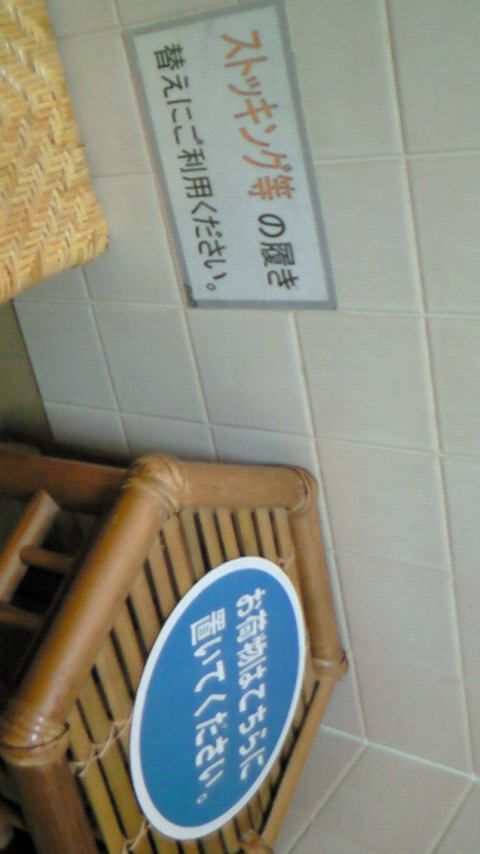 ストッキング等の履き
替えにご利用ください。
お荷物はこちらに
置いてください。